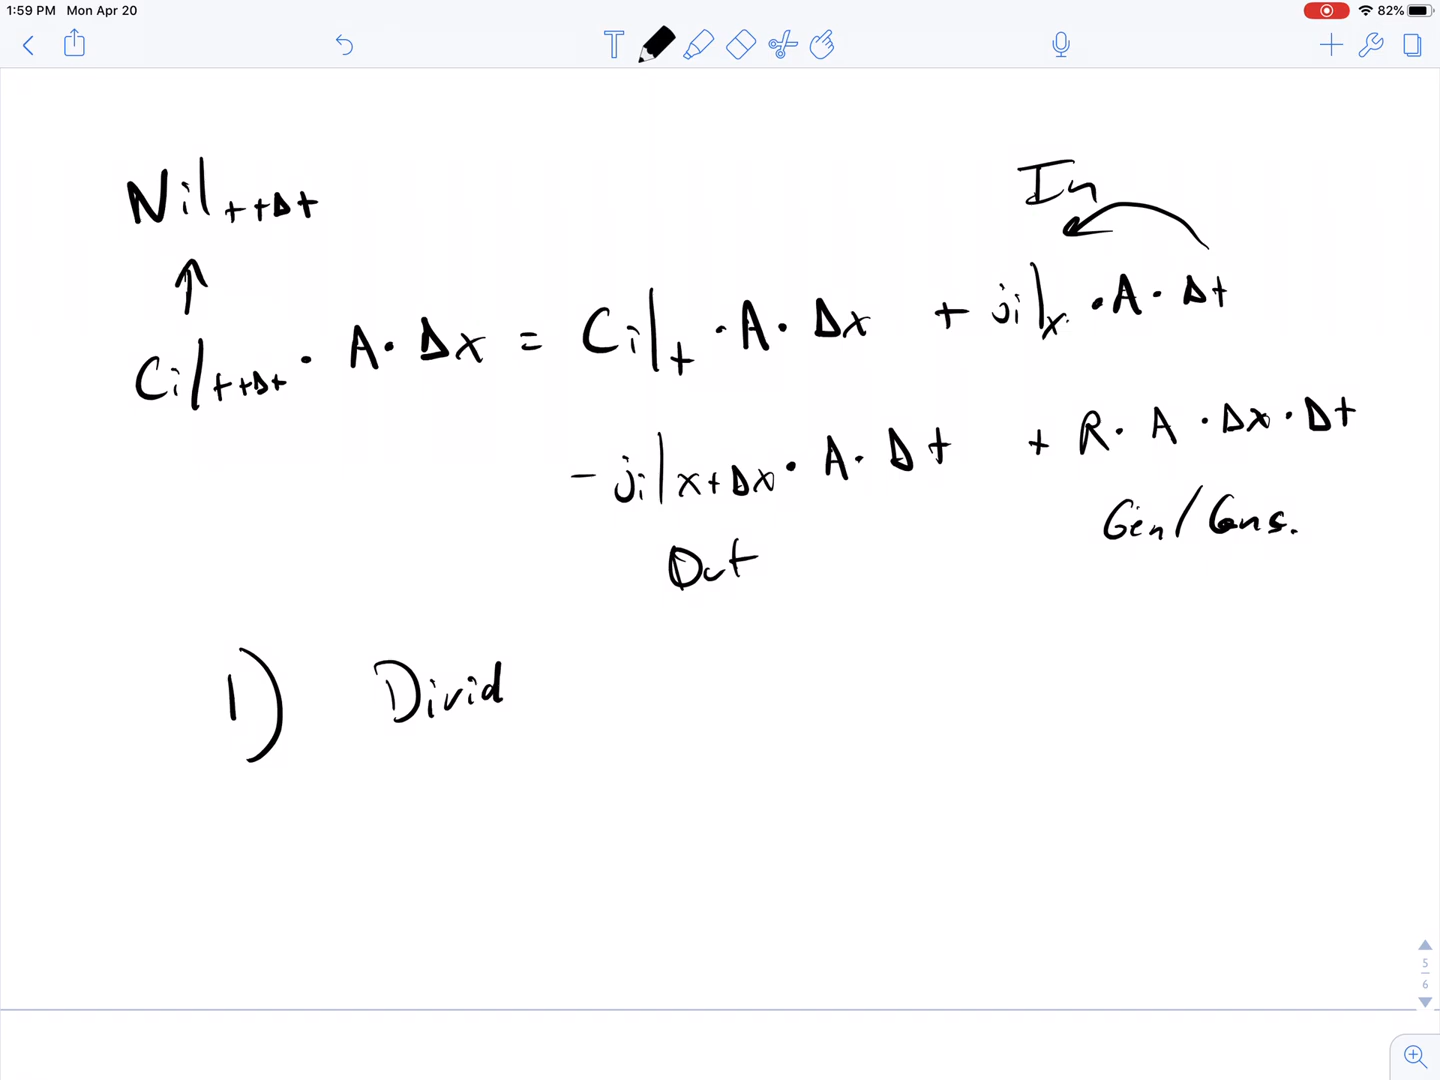 1:59 PM Mon Apr 20
82%
T
Ni|t+Δt
In
Ci|t+Δt · A · Δx = Ci|t · A · Δx + ji|x · A · Δt
- ji|x+Δx · A · Δt + R · A · Δx · Δt
Gen/Cons.
Out
1) Divid
5
6